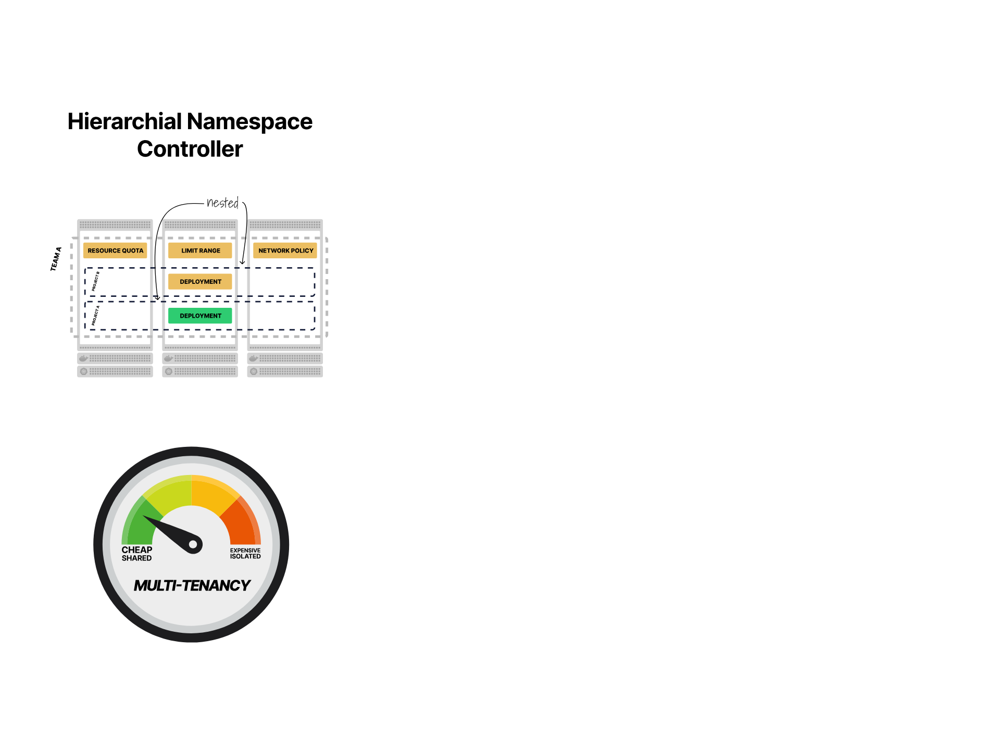 Hierarchial Namespace
Controller
nested
TEAM A
RESOURCE QUOTA
LIMIT RANGE
NETWORK POLICY
PROJECT B
DEPLOYMENT
PROJECT A
DEPLOYMENT
CHEAP
SHARED
EXPENSIVE
ISOLATED
MULTI-TENANCY